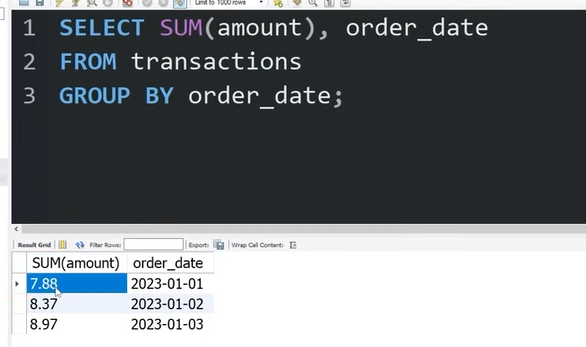 Limit to 1000 rows
1 SELECT SUM(amount), order_date
2 FROM transactions
3 GROUP BY order_date;
Result Grid Filter Rows: Export: Wrap Cell Content:
SUM(amount) order_date
7.88 2023-01-01
8.37 2023-01-02
8.97 2023-01-03